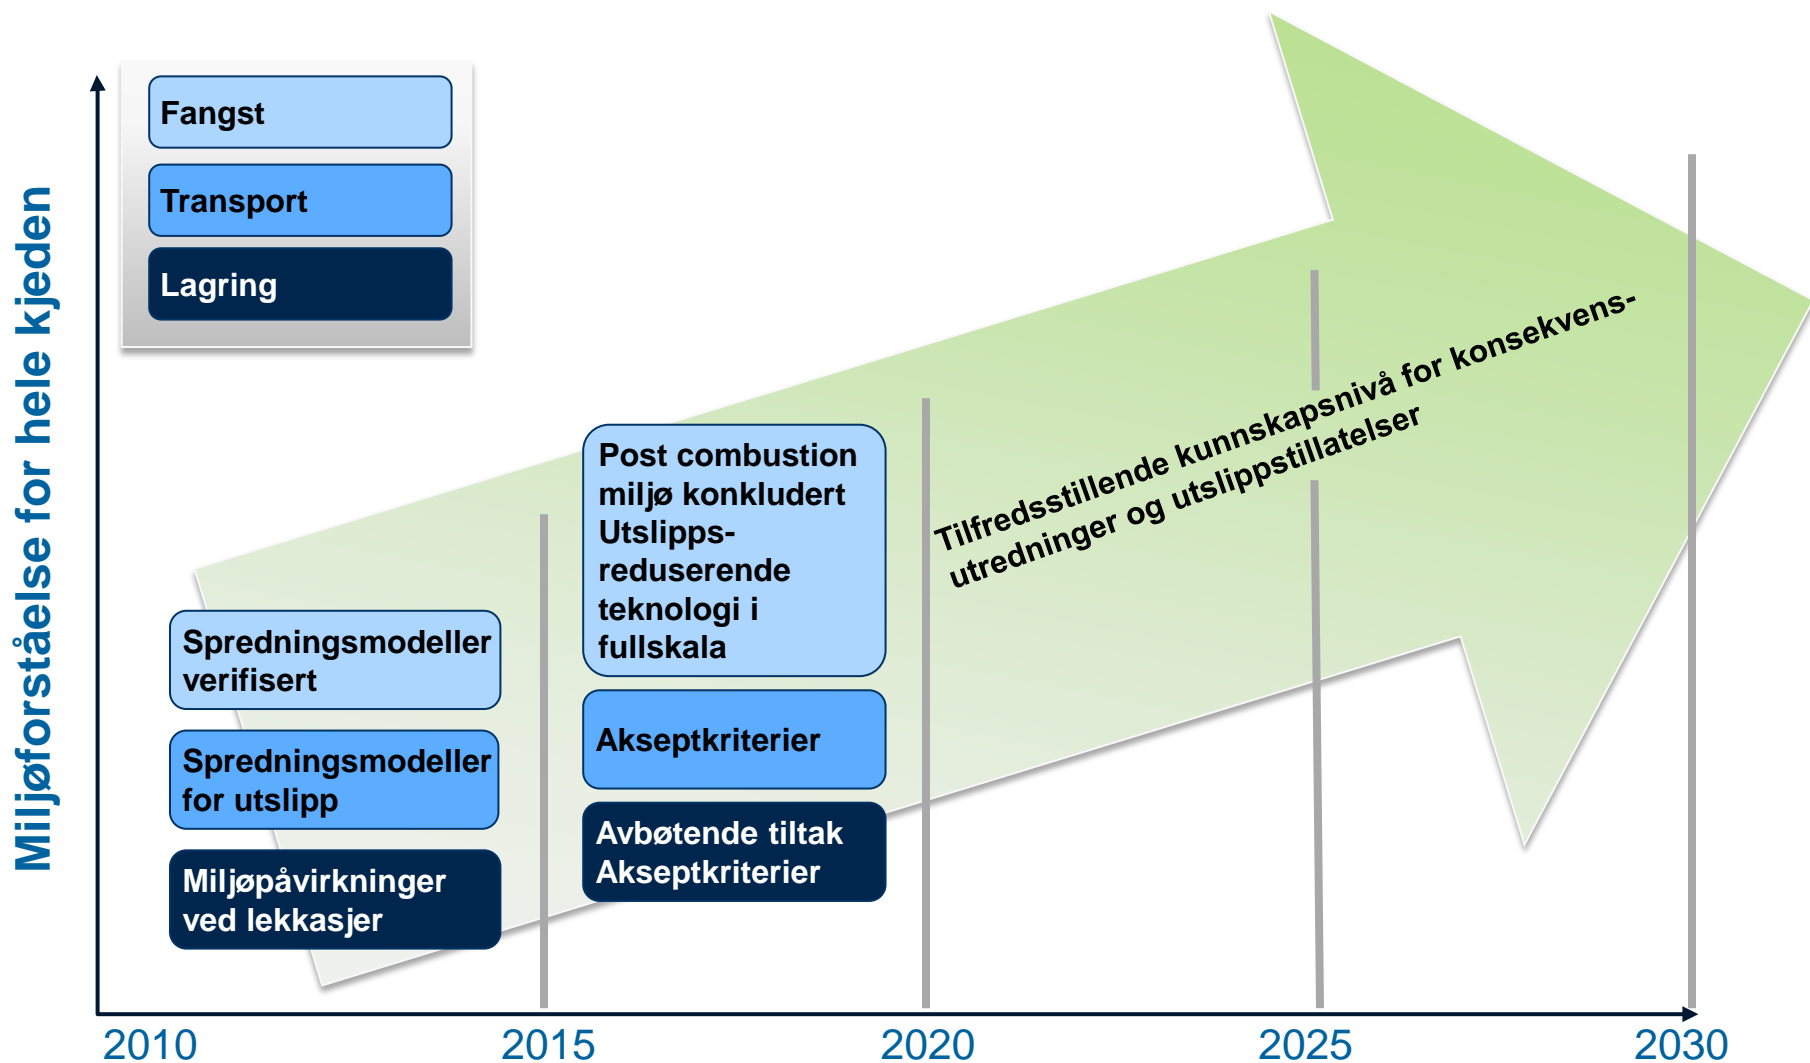 Miljøforståelse for hele kjeden
Fangst
Transport
Lagring
Spredningsmodeller
verifisert
Spredningsmodeller
for utslipp
Miljøpåvirkninger
ved lekkasjer
Post combustion
miljø konkludert
Utslipps-
reduserende
teknologi i
fullskala
Akseptkriterier
Avbøtende tiltak
Akseptkriterier
Tilfredsstillende kunnskapsnivå for konsekvens-
utredninger og utslippstillatelser
2010
2015
2020
2025
2030